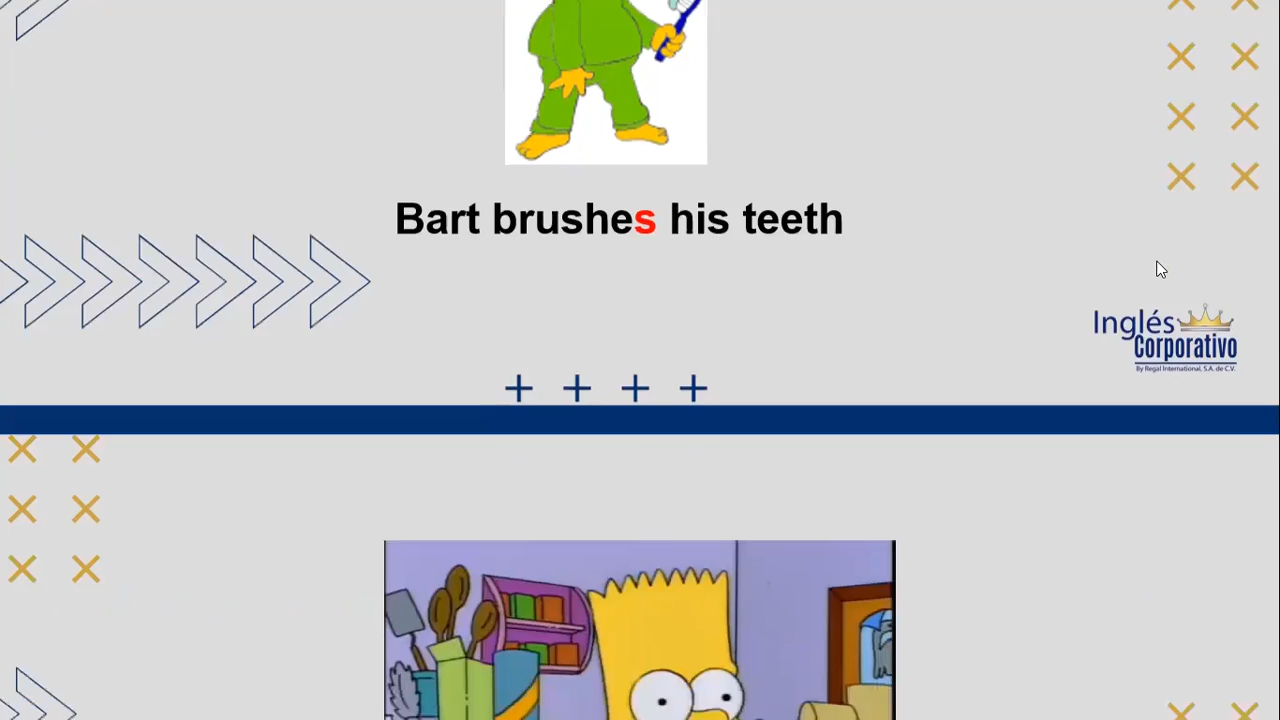 Bart brushes his teeth
Inglés
Corporativo
By Regal International, S.A. de C.V.